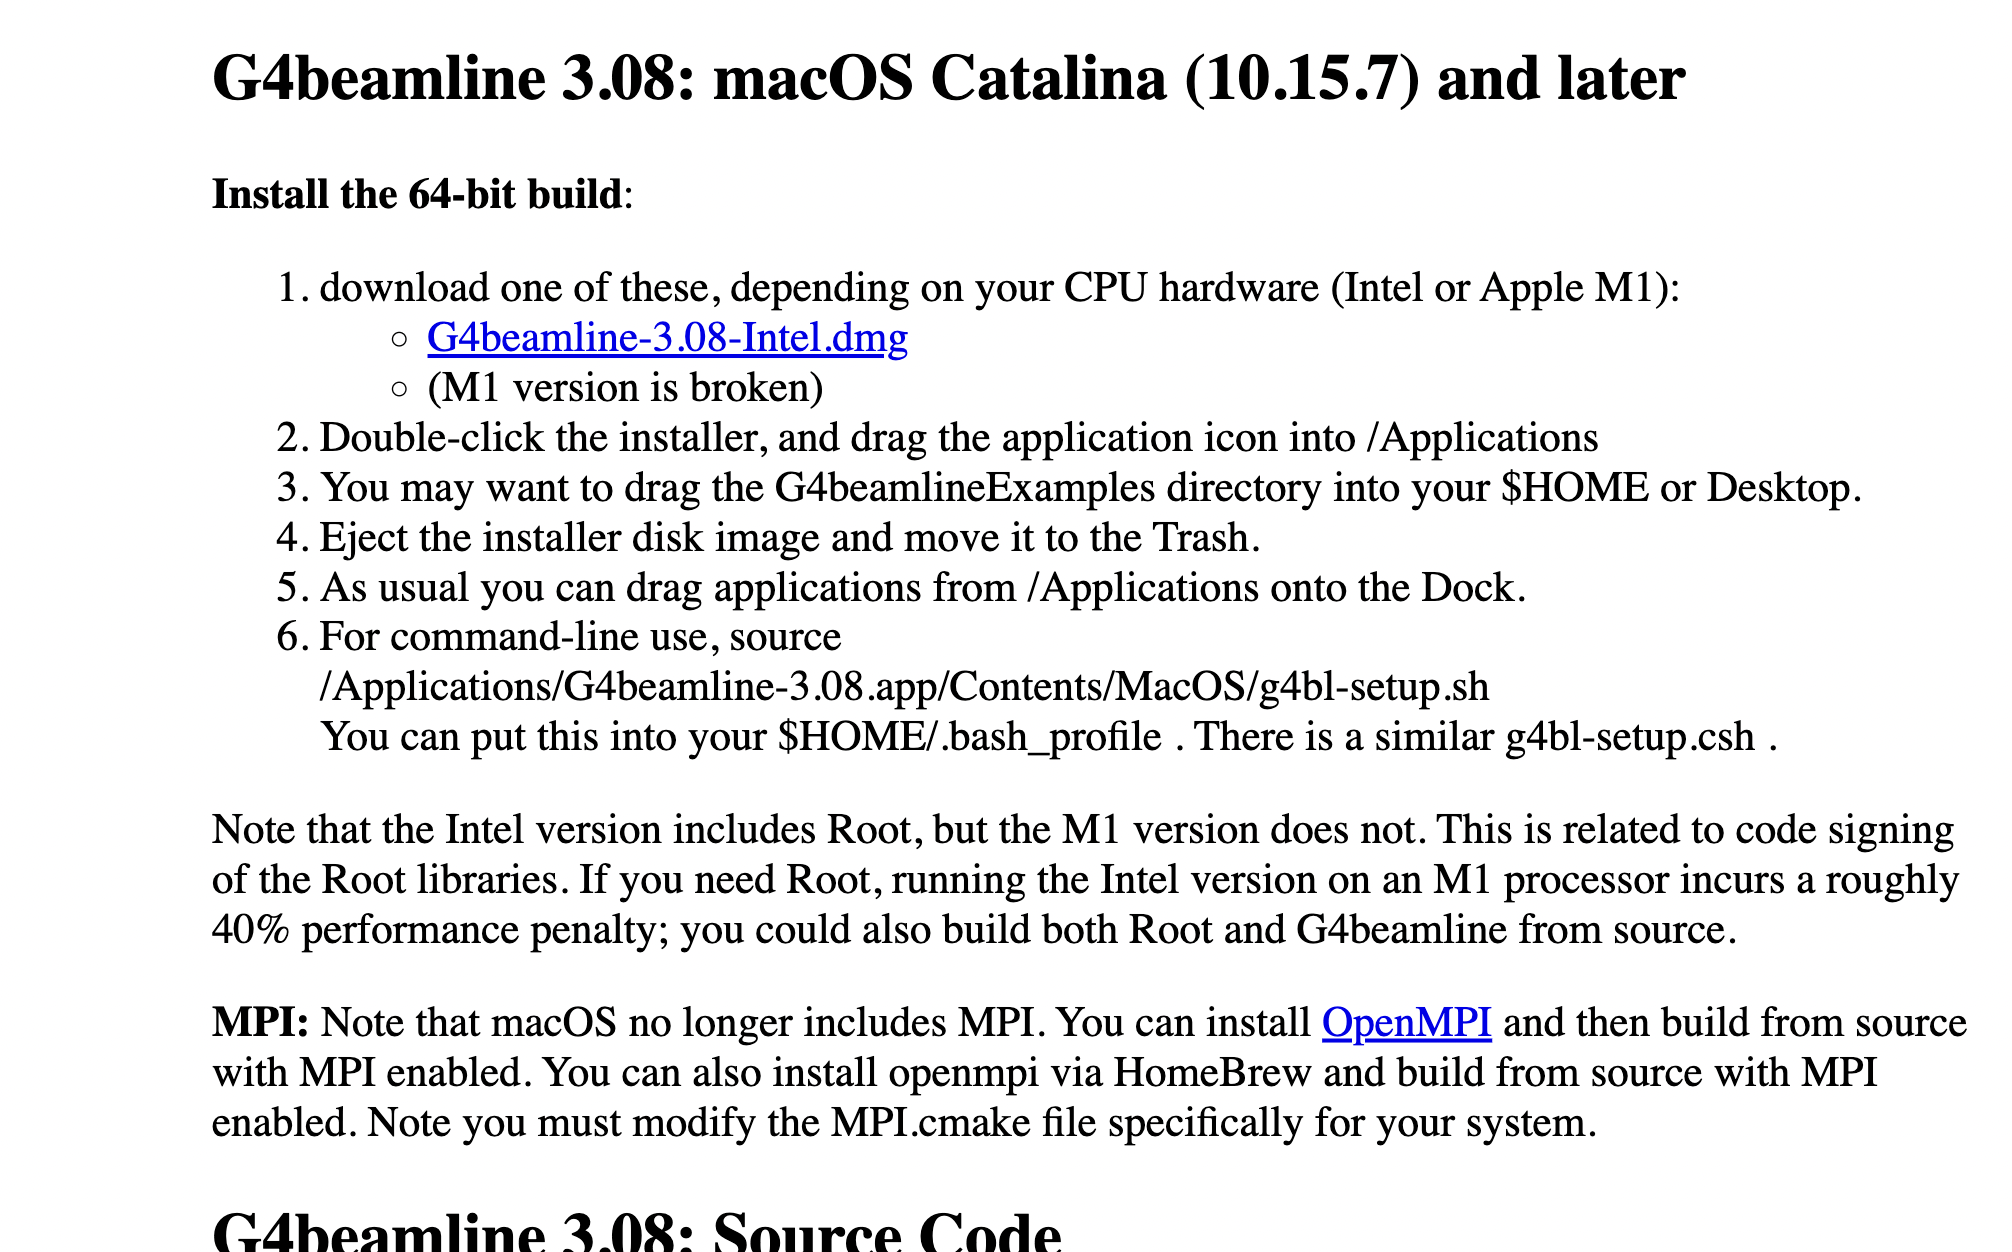 G4beamline 3.08: macOS Catalina (10.15.7) and later
Install the 64-bit build:
1. download one of these, depending on your CPU hardware (Intel or Apple M1):
○ G4beamline-3.08-Intel.dmg
○ (M1 version is broken)
2. Double-click the installer, and drag the application icon into /Applications
3. You may want to drag the G4beamlineExamples directory into your $HOME or Desktop.
4. Eject the installer disk image and move it to the Trash.
5. As usual you can drag applications from /Applications onto the Dock.
6. For command-line use, source
/Applications/G4beamline-3.08.app/Contents/MacOS/g4bl-setup.sh
You can put this into your $HOME/.bash_profile . There is a similar g4bl-setup.csh .
Note that the Intel version includes Root, but the M1 version does not. This is related to code signing
of the Root libraries. If you need Root, running the Intel version on an M1 processor incurs a roughly
40% performance penalty; you could also build both Root and G4beamline from source.
MPI: Note that macOS no longer includes MPI. You can install OpenMPI and then build from source
with MPI enabled. You can also install openmpi via HomeBrew and build from source with MPI
enabled. Note you must modify the MPI.cmake file specifically for your system.
G4beamline 3.08: Source Code